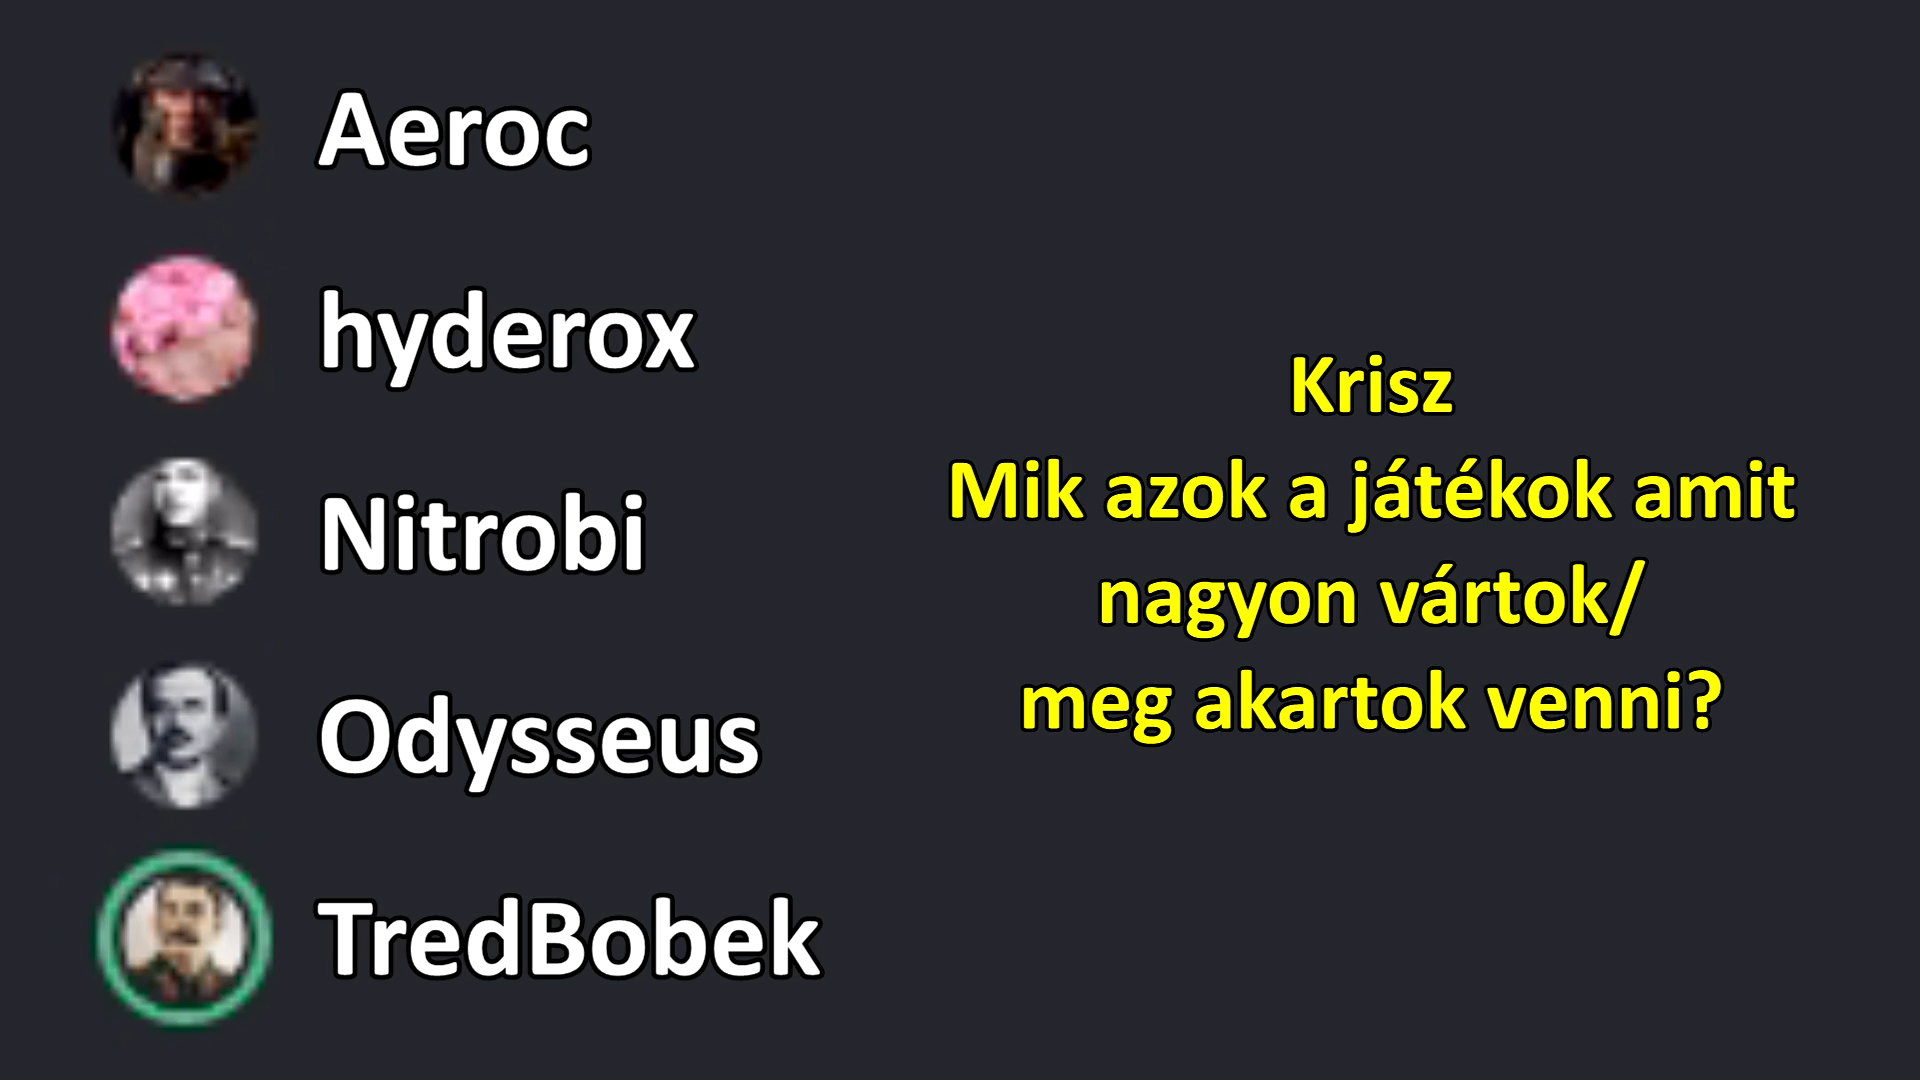 Aeroc
hyderox
Nitrobi
Odysseus
TredBobek
Krisz
Mik azok a játékok amit
nagyon vártok/
meg akartok venni?